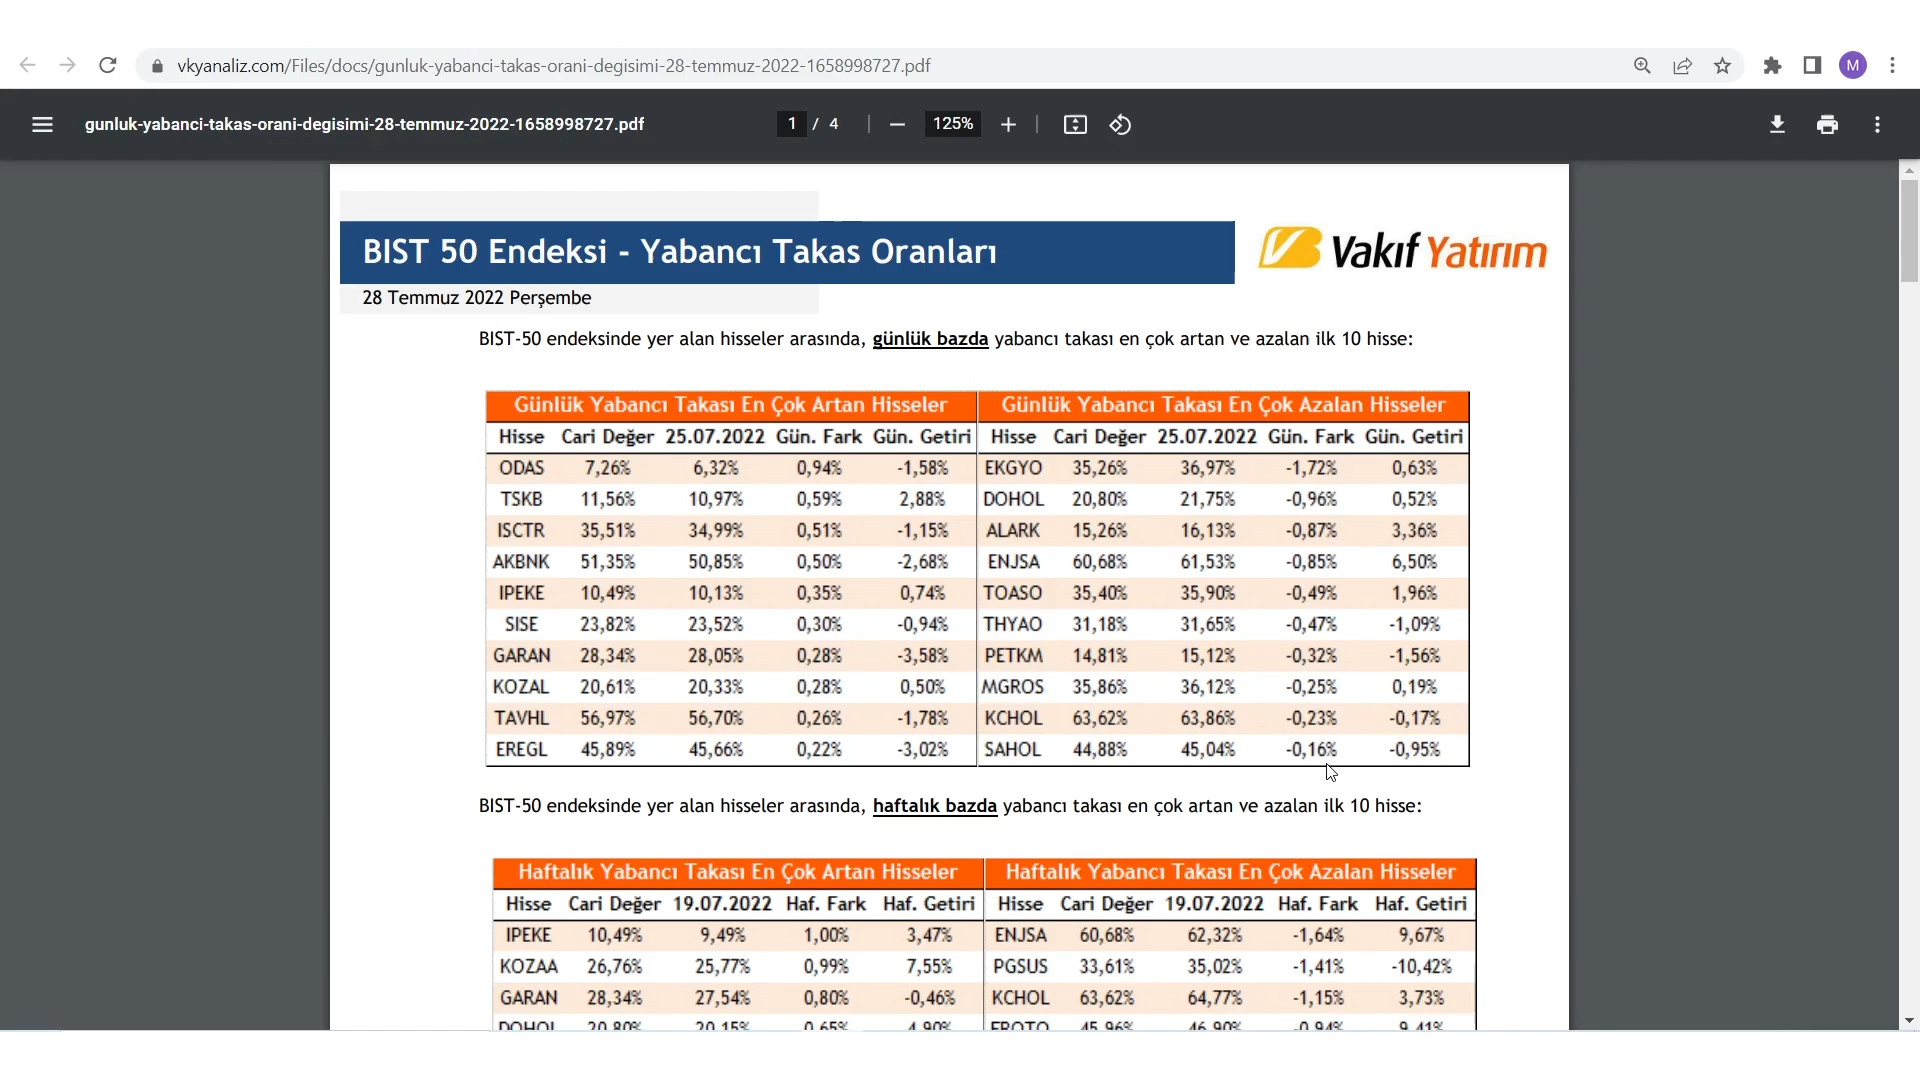 vkyanaliz.com/Files/docs/gunluk-yabanci-takas-orani-degisimi-28-temmuz-2022-1658998727.pdf
M
gunluk-yabanci-takas-orani-degisimi-28-temmuz-2022-1658998727.pdf
1 / 4
125%
BIST 50 Endeksi - Yabancı Takas Oranları
Vakıf Yatırım
28 Temmuz 2022 Perşembe
BIST-50 endeksinde yer alan hisseler arasında, günlük bazda yabancı takası en çok artan ve azalan ilk 10 hisse:
Günlük Yabancı Takası En Çok Artan Hisseler Günlük Yabancı Takası En Çok Azalan Hisseler
Hisse Cari Değer 25.07.2022 Gün. Fark Gün. Getiri Hisse Cari Değer 25.07.2022 Gün. Fark Gün. Getiri
ODAS 7,26% 6,32% 0,94% -1,58% EKGYO 35,26% 36,97% -1,72% 0,63%
TSKB 11,56% 10,97% 0,59% 2,88% DOHOL 20,80% 21,75% -0,96% 0,52%
ISCTR 35,51% 34,99% 0,51% -1,15% ALARK 15,26% 16,13% -0,87% 3,36%
AKBNK 51,35% 50,85% 0,50% -2,68% ENJSA 60,68% 61,53% -0,85% 6,50%
IPEKE 10,49% 10,13% 0,35% 0,74% TOASO 35,40% 35,90% -0,49% 1,96%
SISE 23,82% 23,52% 0,30% -0,94% THYAO 31,18% 31,65% -0,47% -1,09%
GARAN 28,34% 28,05% 0,28% -3,58% PETKM 14,81% 15,12% -0,32% -1,56%
KOZAL 20,61% 20,33% 0,28% 0,50% MGROS 35,86% 36,12% -0,25% 0,19%
TAVHL 56,97% 56,70% 0,26% -1,78% KCHOL 63,62% 63,86% -0,23% -0,17%
EREGL 45,89% 45,66% 0,22% -3,02% SAHOL 44,88% 45,04% -0,16% -0,95%
BIST-50 endeksinde yer alan hisseler arasında, haftalık bazda yabancı takası en çok artan ve azalan ilk 10 hisse:
Haftalık Yabancı Takası En Çok Artan Hisseler Haftalık Yabancı Takası En Çok Azalan Hisseler
Hisse Cari Değer 19.07.2022 Haf. Fark Haf. Getiri Hisse Cari Değer 19.07.2022 Haf. Fark Haf. Getiri
IPEKE 10,49% 9,49% 1,00% 3,47% ENJSA 60,68% 62,32% -1,64% 9,67%
KOZAA 26,76% 25,77% 0,99% 7,55% PGSUS 33,61% 35,02% -1,41% -10,42%
GARAN 28,34% 27,54% 0,80% -0,46% KCHOL 63,62% 64,77% -1,15% 3,73%
DOHOL 20,80% 20,15% 0,65% 4,90% FROTO 45,96% 46,90% -0,94% 9,41%